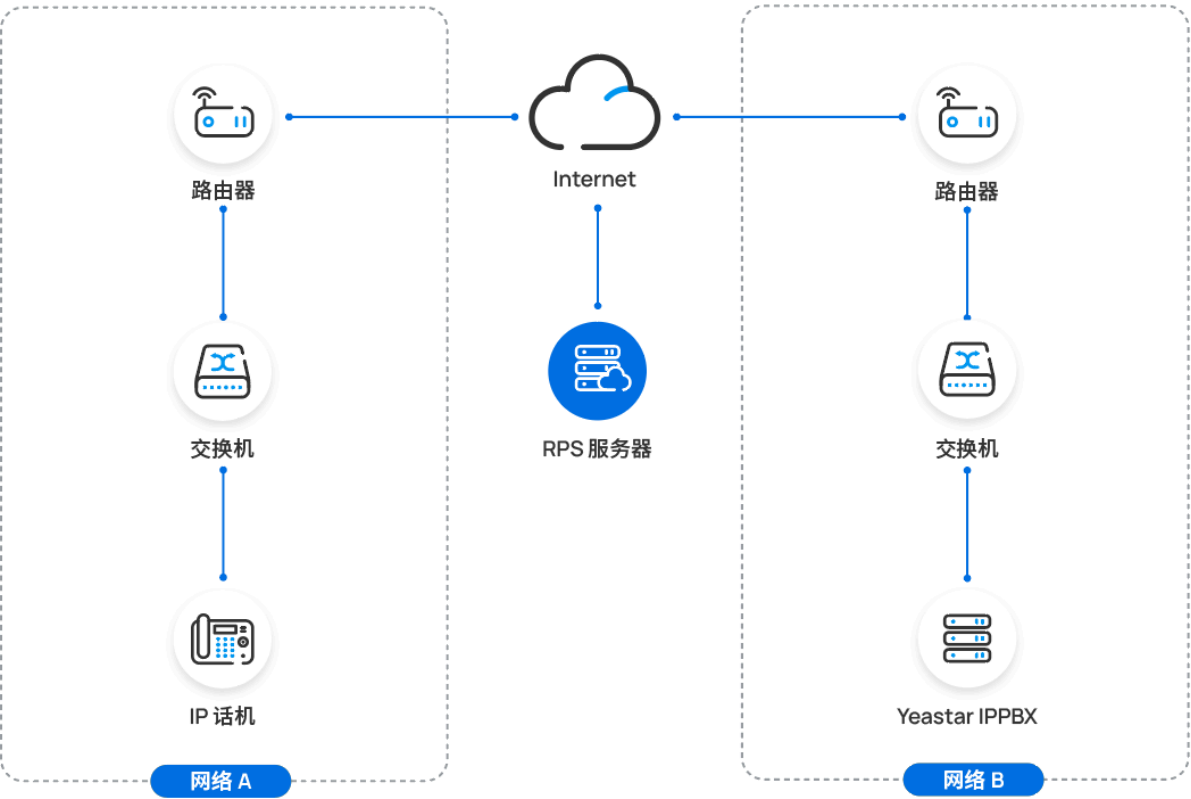 Internet
路由器
路由器
交换机
RPS 服务器
交换机
IP 话机
Yeastar IPPBX
网络 A
网络 B